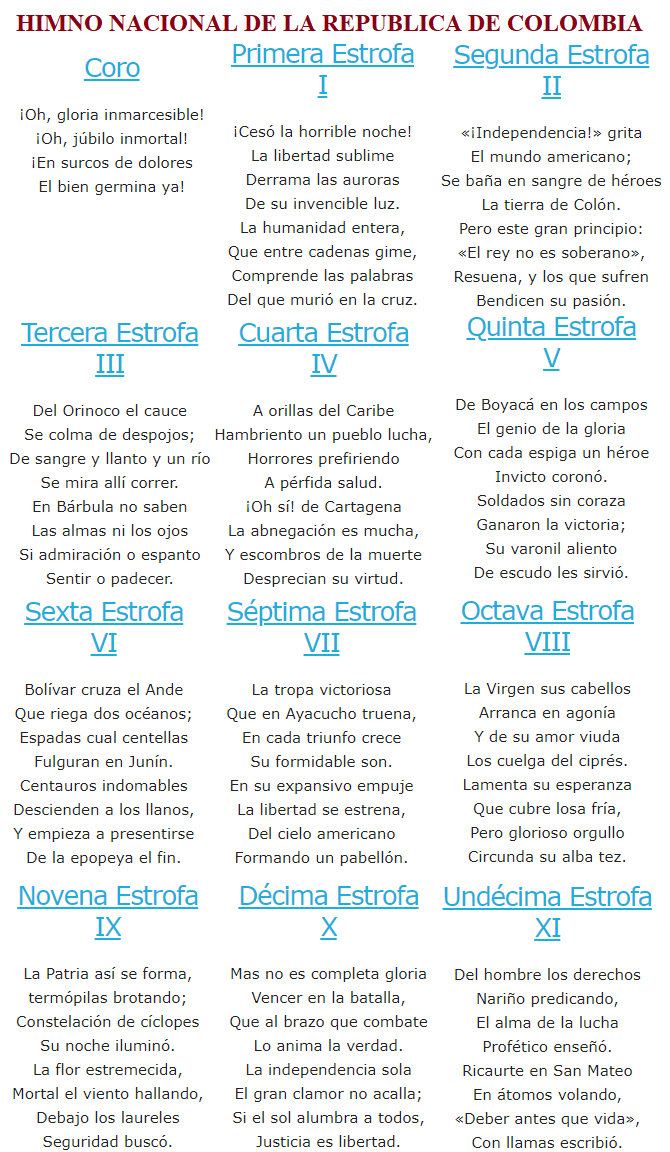 HIMNO NACIONAL DE LA REPUBLICA DE COLOMBIA
Coro
¡Oh, gloria inmarcesible!
¡Oh, júbilo inmortal!
¡En surcos de dolores
El bien germina ya!
Primera Estrofa
I
¡Cesó la horrible noche!
La libertad sublime
Derrama las auroras
De su invencible luz.
La humanidad entera,
Que entre cadenas gime,
Comprende las palabras
Del que murió en la cruz.
Segunda Estrofa
II
«¡Independencia!» grita
El mundo americano;
Se baña en sangre de héroes
La tierra de Colón.
Pero este gran principio:
«El rey no es soberano»,
Resuena, y los que sufren
Bendicen su pasión.
Tercera Estrofa
III
Del Orinoco el cauce
Se colma de despojos;
De sangre y llanto y un río
Se mira allí correr.
En Bárbula no saben
Las almas ni los ojos
Si admiración o espanto
Sentir o padecer.
Cuarta Estrofa
IV
A orillas del Caribe
Hambriento un pueblo lucha,
Horrores prefiriendo
A pérfida salud.
¡Oh sí! de Cartagena
La abnegación es mucha,
Y escombros de la muerte
Desprecian su virtud.
Quinta Estrofa
V
De Boyacá en los campos
El genio de la gloria
Con cada espiga un héroe
Invicto coronó.
Soldados sin coraza
Ganaron la victoria;
Su varonil aliento
De escudo les sirvió.
Sexta Estrofa
VI
Bolívar cruza el Ande
Que riega dos océanos;
Espadas cual centellas
Fulguran en Junín.
Centauros indomables
Descienden a los llanos,
Y empieza a presentirse
De la epopeya el fin.
Séptima Estrofa
VII
La tropa victoriosa
Que en Ayacucho truena,
En cada triunfo crece
Su formidable son.
En su expansivo empuje
La libertad se estrena,
Del cielo americano
Formando un pabellón.
Octava Estrofa
VIII
La Virgen sus cabellos
Arranca en agonía
Y de su amor viuda
Los cuelga del ciprés.
Lamenta su esperanza
Que cubre losa fría,
Pero glorioso orgullo
Circunda su alba tez.
Novena Estrofa
IX
La Patria así se forma,
termópilas brotando;
Constelación de cíclopes
Su noche iluminó.
La flor estremecida,
Mortal el viento hallando,
Debajo los laureles
Seguridad buscó.
Décima Estrofa
X
Mas no es completa gloria
Vencer en la batalla,
Que al brazo que combate
Lo anima la verdad.
La independencia sola
El gran clamor no acalla;
Si el sol alumbra a todos,
Justicia es libertad.
Undécima Estrofa
XI
Del hombre los derechos
Nariño predicando,
El alma de la lucha
Profético enseñó.
Ricaurte en San Mateo
En átomos volando,
«Deber antes que vida»,
Con llamas escribió.